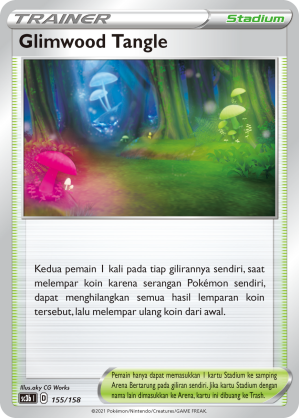 TRAINER Stadium
Glimwood Tangle
Kedua pemain 1 kali pada tiap gilirannya sendiri, saat
melempar koin karena serangan Pokémon sendiri,
dapat menghilangkan semua hasil lemparan koin
tersebut, lalu melempar ulang koin dari awal.
Illus. aky CG Works
Pemain hanya dapat memasukkan 1 kartu Stadium ke samping
Arena Bertarung pada giliran sendiri. Jika kartu Stadium dengan
nama lain dimasukkan ke Arena, kartu ini dibuang ke Trash.
sc3b I D 155/158
©2021 Pokémon/Nintendo/Creatures/GAME FREAK.